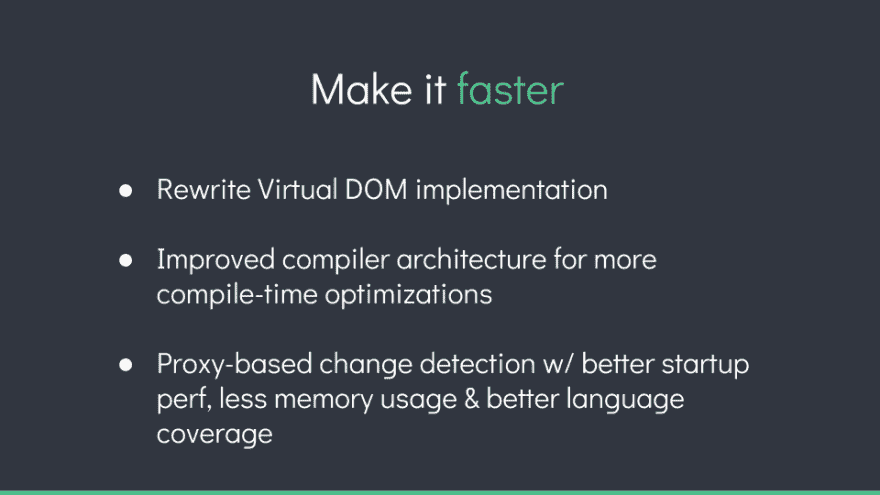 Make it faster
● Rewrite Virtual DOM implementation
● Improved compiler architecture for more
compile-time optimizations
● Proxy-based change detection w/ better startup
perf, less memory usage & better language
coverage